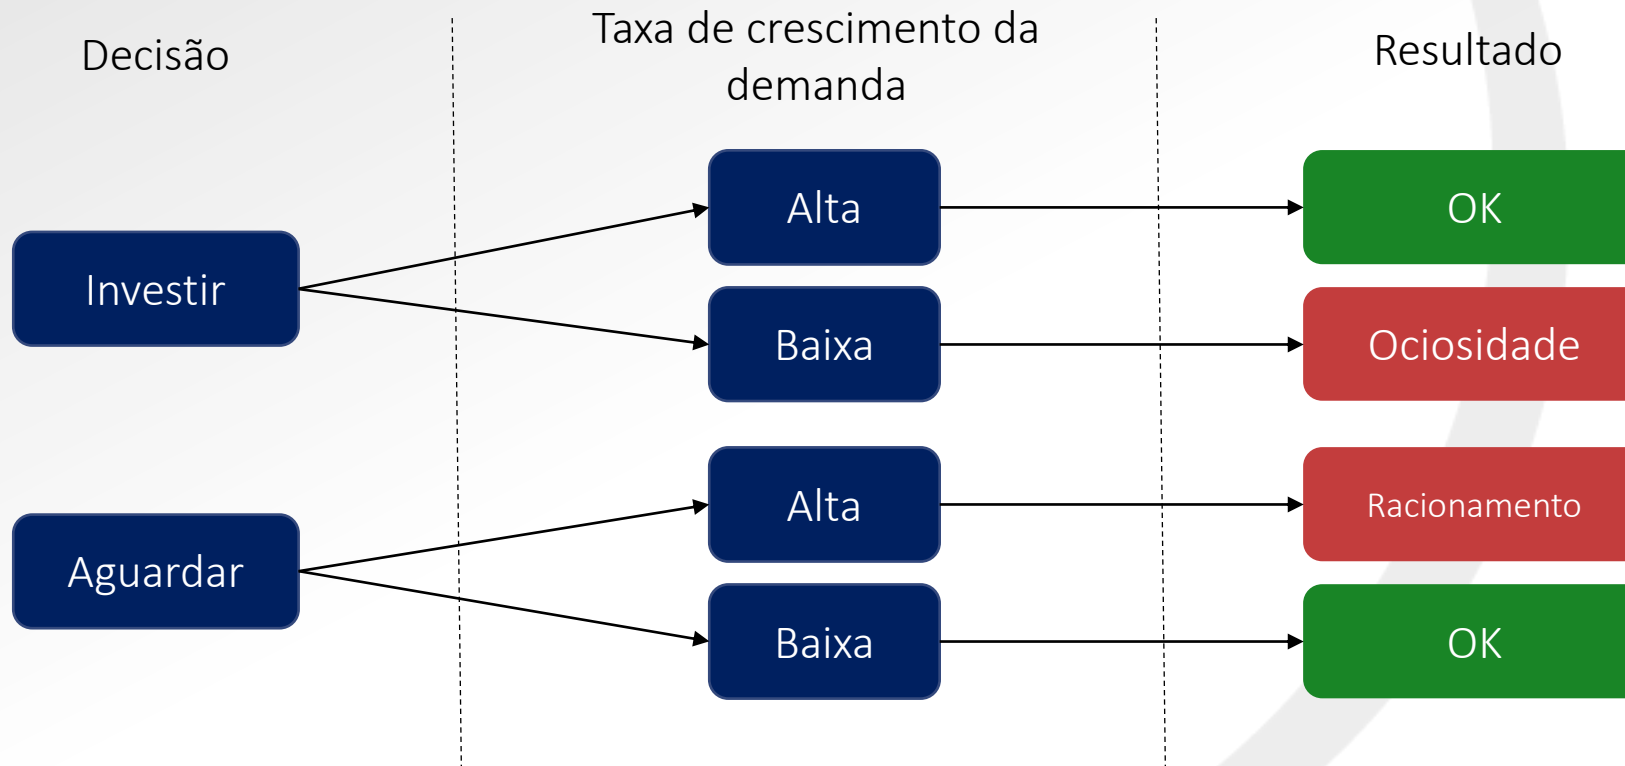 Decisão
Taxa de crescimento da
demanda
Resultado
Investir
Alta
OK
Baixa
Ociosidade
Aguardar
Alta
Racionamento
Baixa
OK